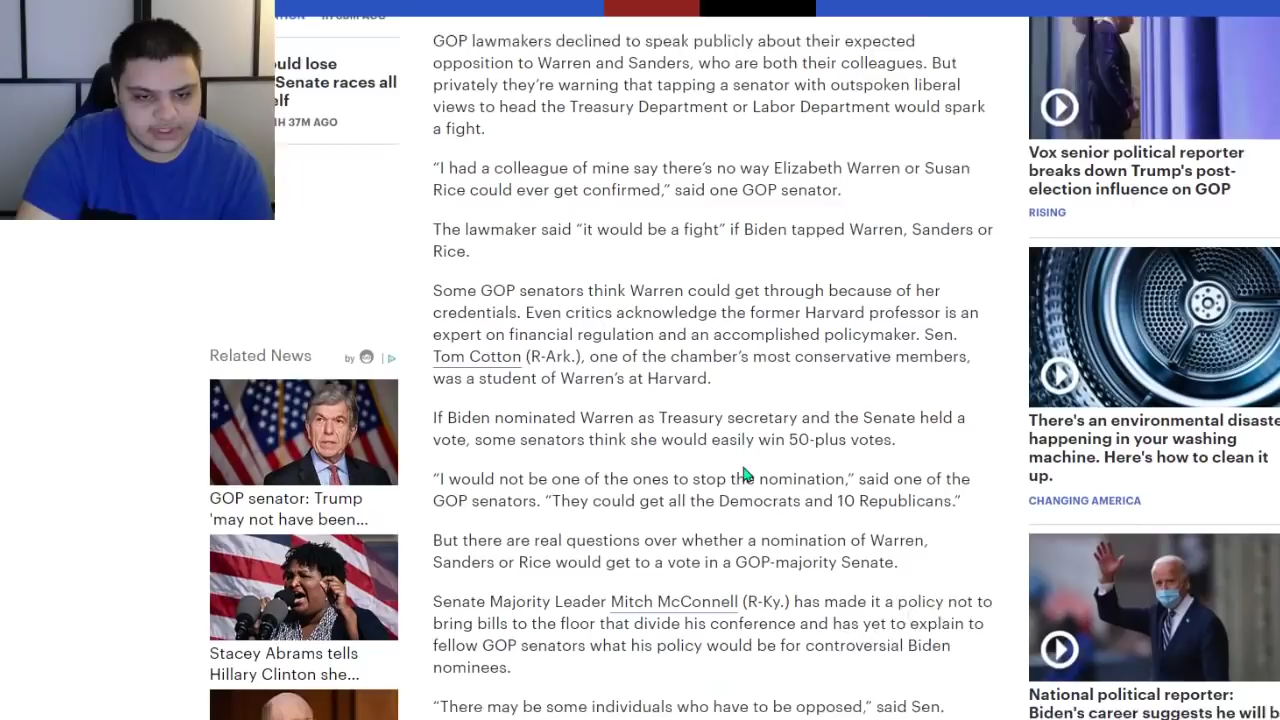 11H 38M AGO
uld lose
Senate races all
lf
1H 37M AGO
GOP lawmakers declined to speak publicly about their expected
opposition to Warren and Sanders, who are both their colleagues. But
privately they’re warning that tapping a senator with outspoken liberal
views to head the Treasury Department or Labor Department would spark
a fight.
“I had a colleague of mine say there’s no way Elizabeth Warren or Susan
Rice could ever get confirmed,” said one GOP senator.
The lawmaker said “it would be a fight” if Biden tapped Warren, Sanders or
Rice.
Some GOP senators think Warren could get through because of her
credentials. Even critics acknowledge the former Harvard professor is an
expert on financial regulation and an accomplished policymaker. Sen.
Tom Cotton (R-Ark.), one of the chamber’s most conservative members,
was a student of Warren’s at Harvard.
If Biden nominated Warren as Treasury secretary and the Senate held a
vote, some senators think she would easily win 50-plus votes.
“I would not be one of the ones to stop the nomination,” said one of the
GOP senators. “They could get all the Democrats and 10 Republicans.”
But there are real questions over whether a nomination of Warren,
Sanders or Rice would get to a vote in a GOP-majority Senate.
Senate Majority Leader Mitch McConnell (R-Ky.) has made it a policy not to
bring bills to the floor that divide his conference and has yet to explain to
fellow GOP senators what his policy would be for controversial Biden
nominees.
“There may be some individuals who have to be opposed,” said Sen.
Related News
by
GOP senator: Trump
'may not have been...
Stacey Abrams tells
Hillary Clinton she...
Vox senior political reporter
breaks down Trump's post-
election influence on GOP
RISING
There's an environmental disaste
happening in your washing
machine. Here's how to clean it
up.
CHANGING AMERICA
National political reporter:
Biden's career suggests he will b